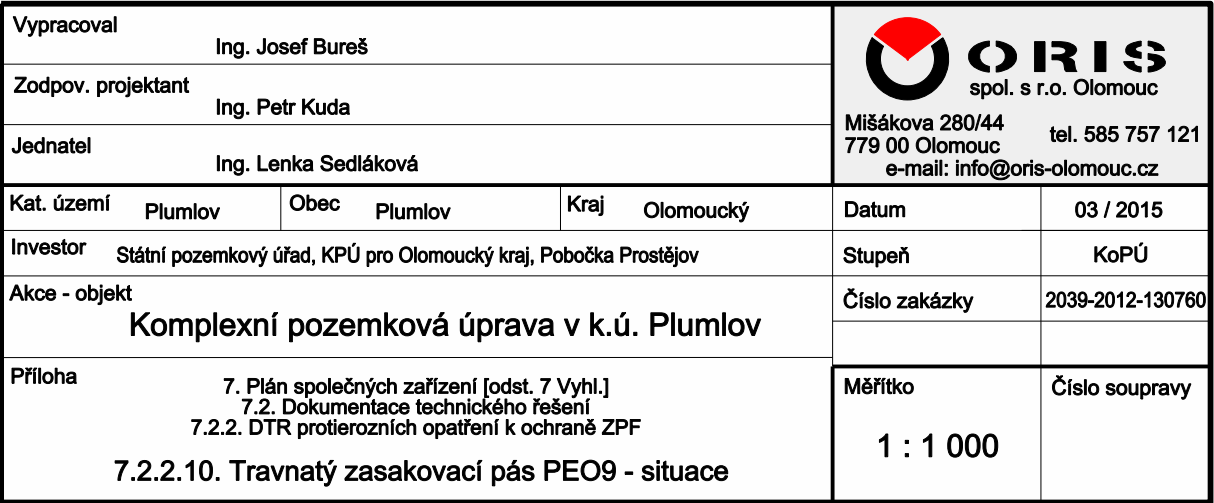 Vypracoval
Ing. Josef Bureš
Zodpov. projektant
Ing. Petr Kuda
Jednatel
Ing. Lenka Sedláková
ORIS
spol. s r.o. Olomouc
Mišákova 280/44
779 00 Olomouc
tel. 585 757 121
e-mail: info@oris-olomouc.cz
Kat. území Plumlov
Obec Plumlov
Kraj Olomoucký
Datum 03 / 2015
Investor Státní pozemkový úřad, KPÚ pro Olomoucký kraj, Pobočka Prostějov
Stupeň KoPÚ
Akce - objekt
Komplexní pozemková úprava v k.ú. Plumlov
Číslo zakázky 2039-2012-130760
Příloha
7. Plán společných zařízení [odst. 7 Vyhl.]
7.2. Dokumentace technického řešení
7.2.2. DTR protierozních opatření k ochraně ZPF
7.2.2.10. Travnatý zasakovací pás PEO9 - situace
Měřítko
1 : 1 000
Číslo soupravy